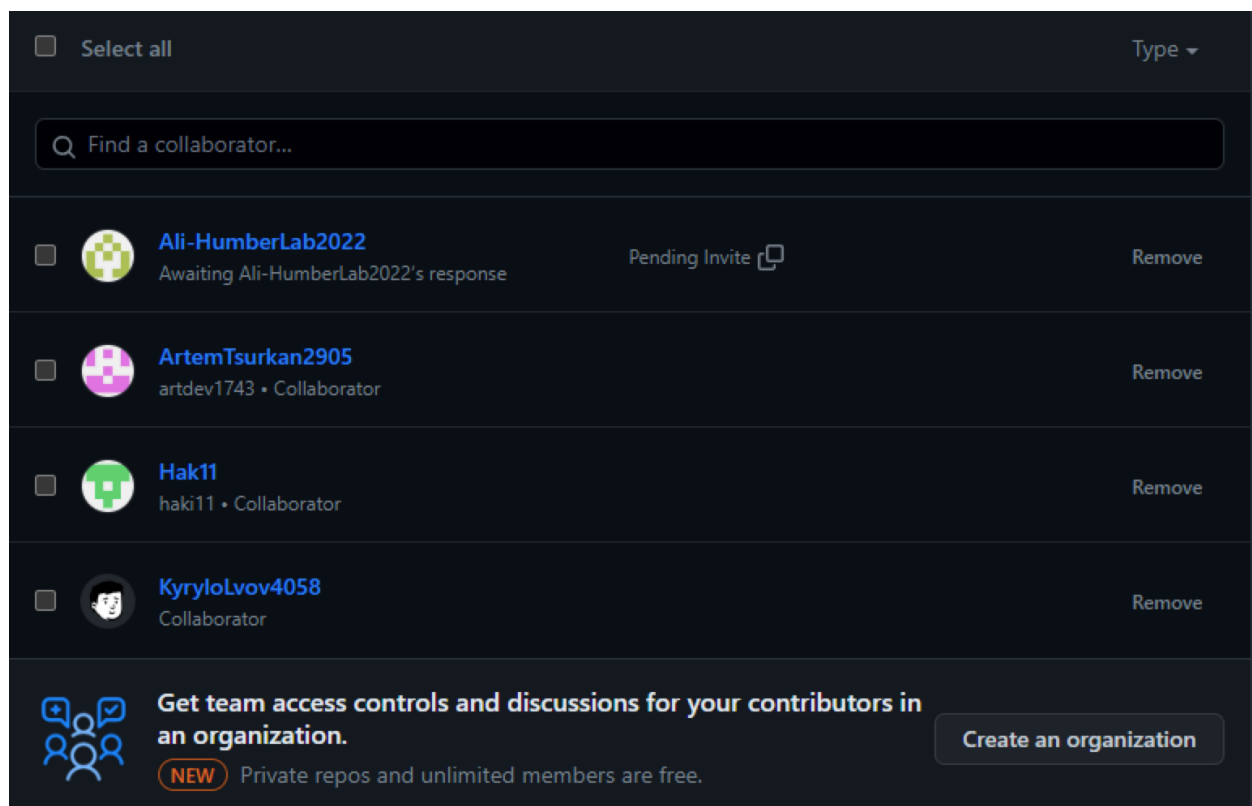 Select all
Type
Find a collaborator...
Ali-HumberLab2022
Awaiting Ali-HumberLab2022's response
Pending Invite
Remove
ArtemTsurkan2905
artdev1743 • Collaborator
Remove
Hak11
haki11 • Collaborator
Remove
KyryloLvov4058
Collaborator
Remove
Get team access controls and discussions for your contributors in
an organization.
NEW Private repos and unlimited members are free.
Create an organization